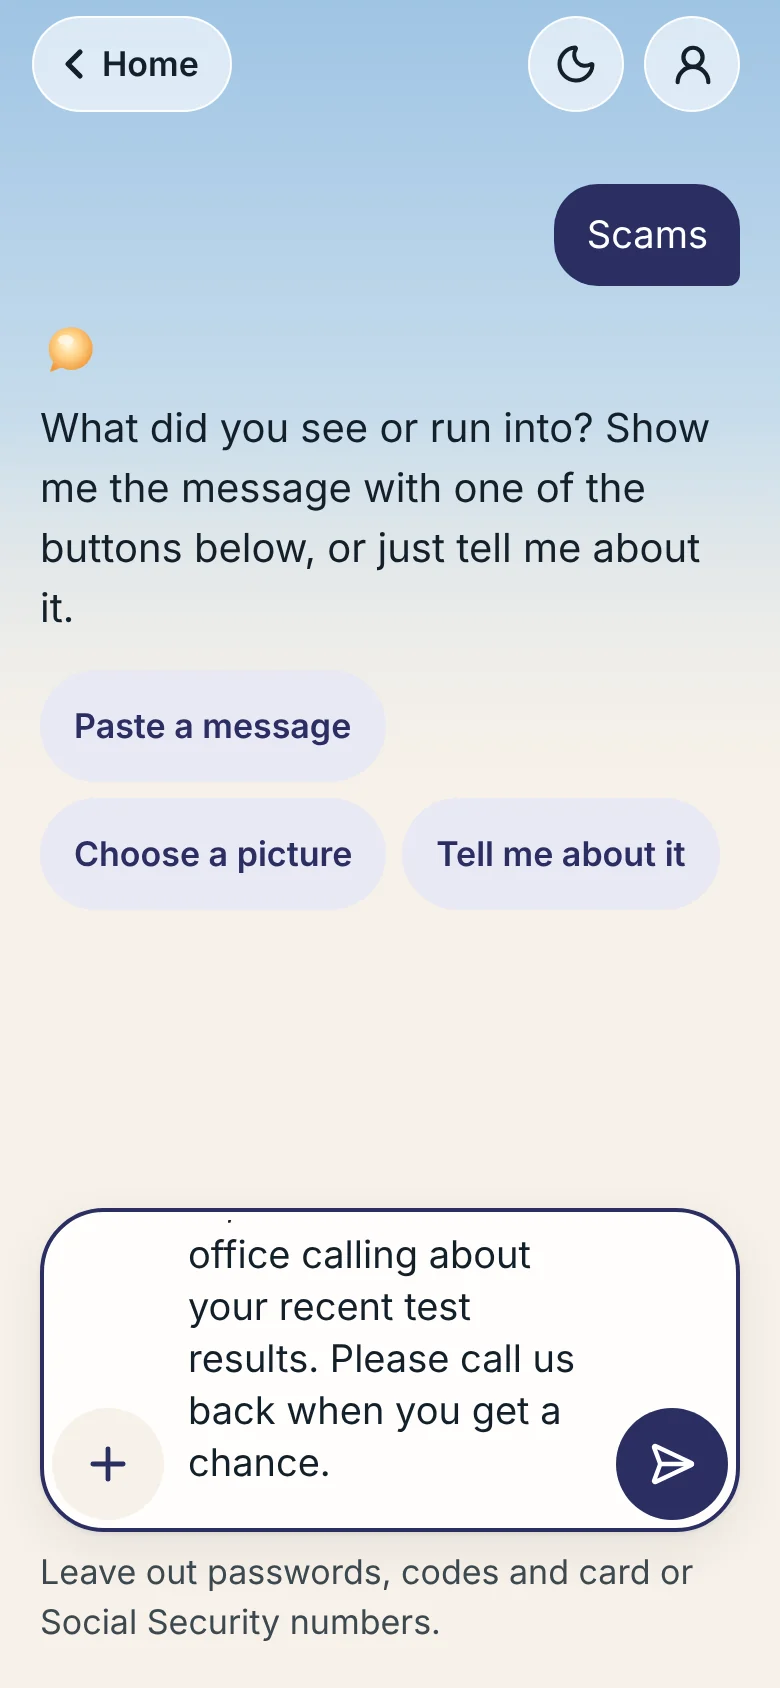 Home
Scams
What did you see or run into? Show
me the message with one of the
buttons below, or just tell me about
it.
Paste a message
Choose a picture
Tell me about it
office calling about
your recent test
results. Please call us
back when you get a
chance.
Leave out passwords, codes and card or
Social Security numbers.